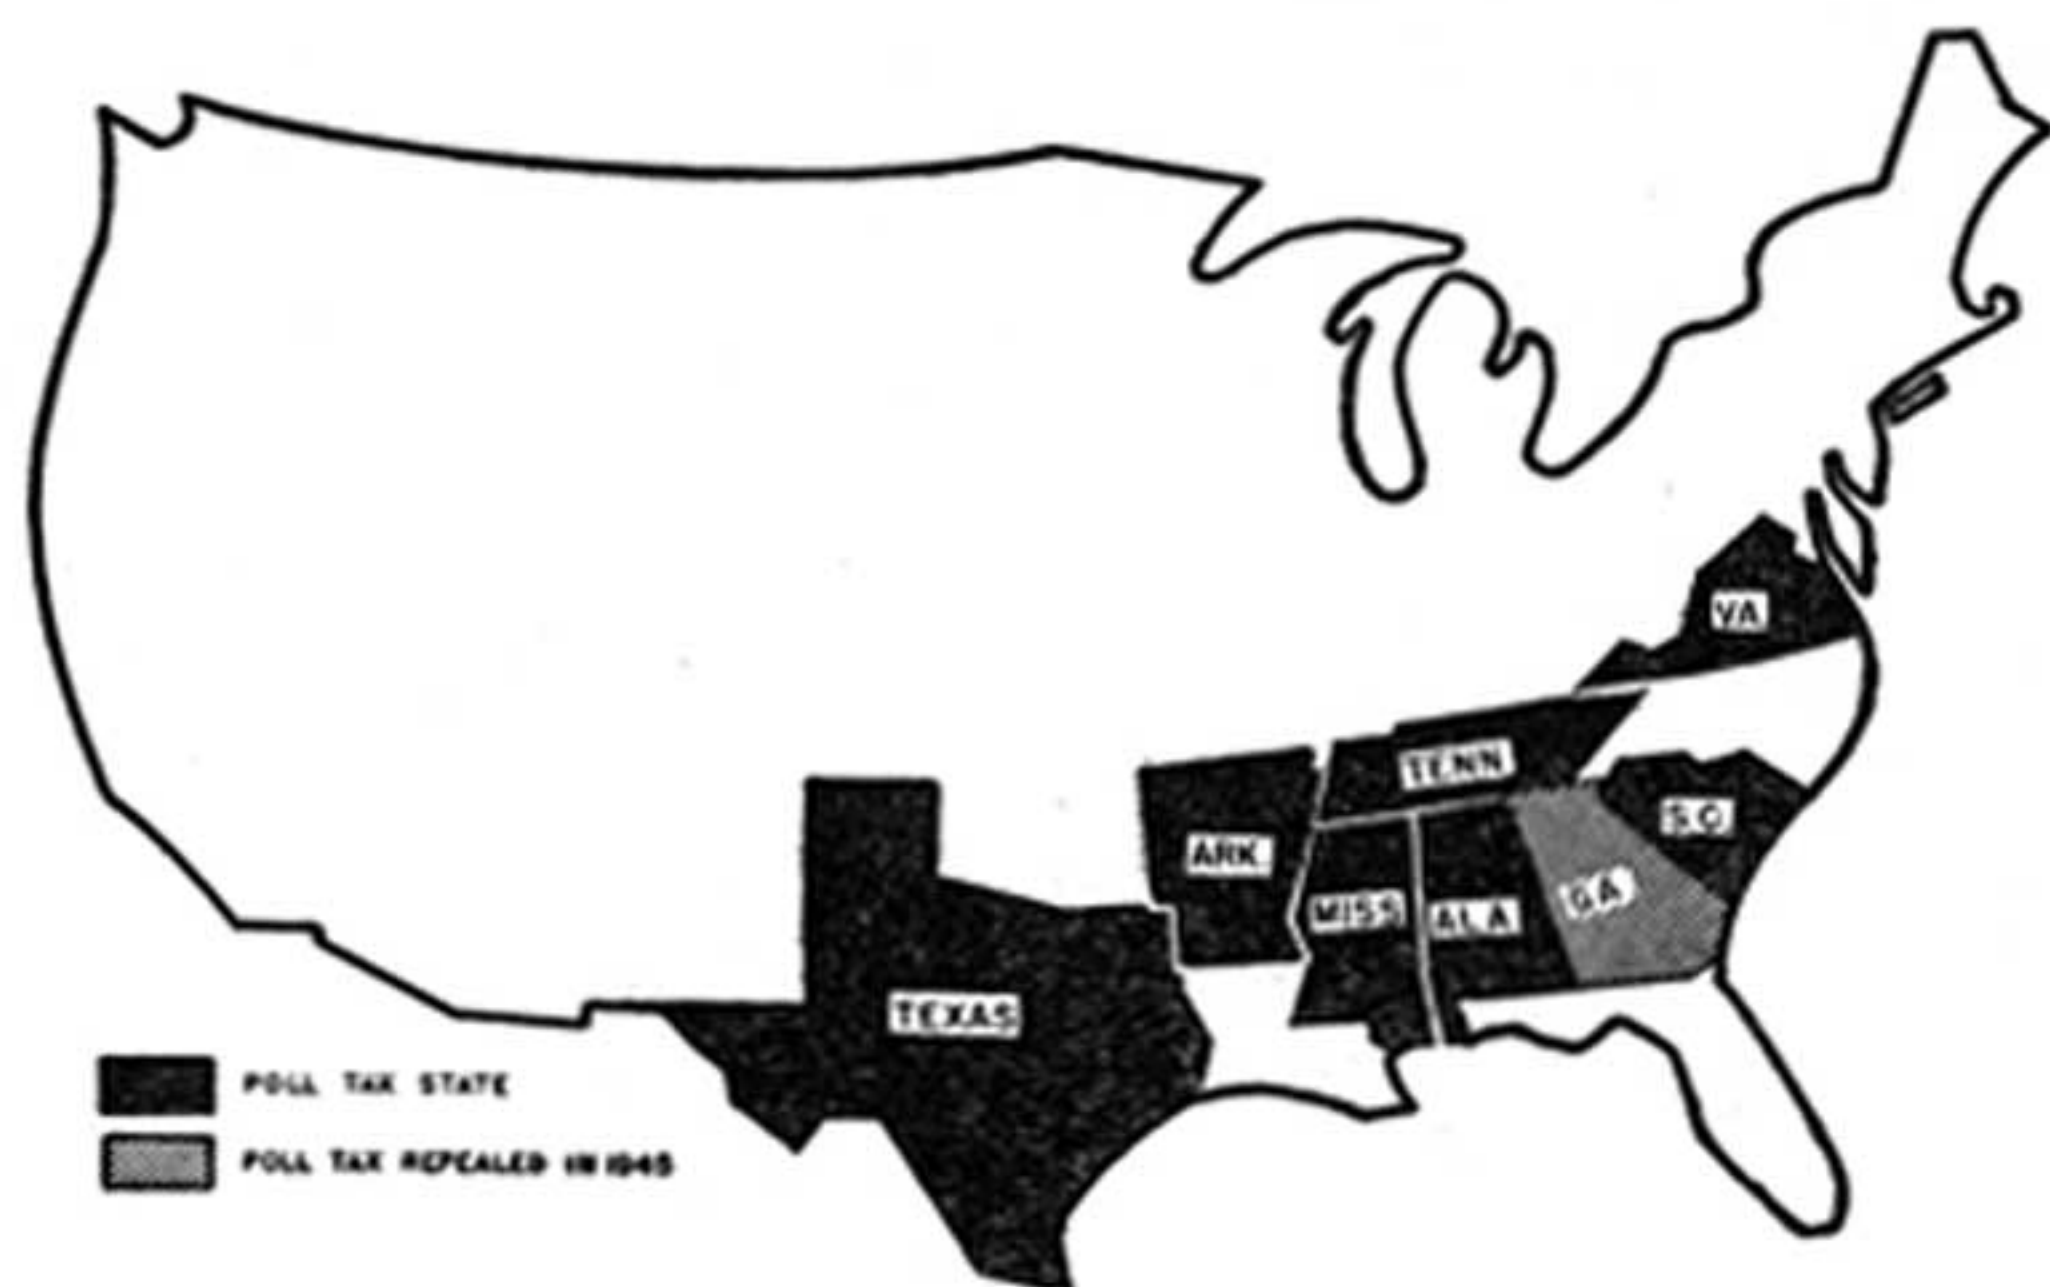 VA
TENN
ARK.
S.C.
MISS
ALA
GA
TEXAS
POLL TAX STATE
POLL TAX REPEALED IN 1945